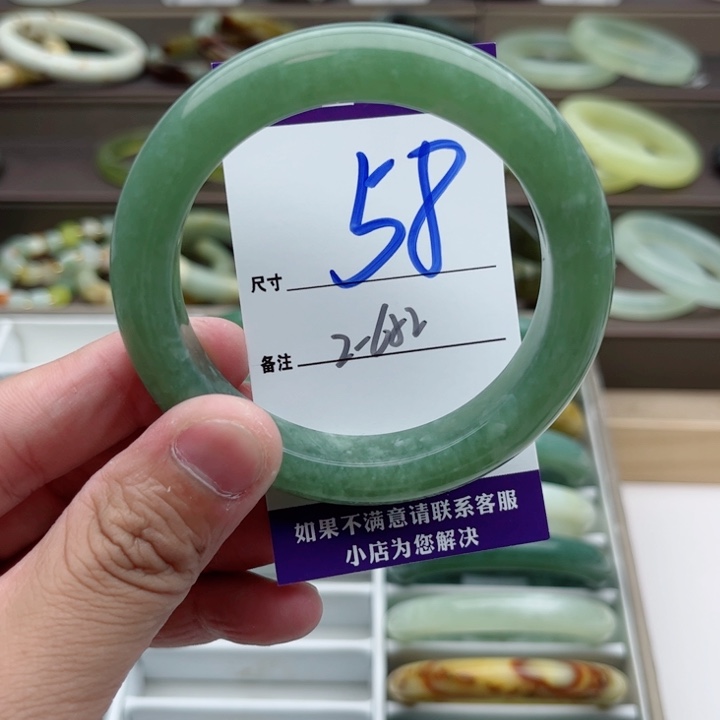 58
尺寸
备注 2-682
如果不满意请联系客服
小店为您解决